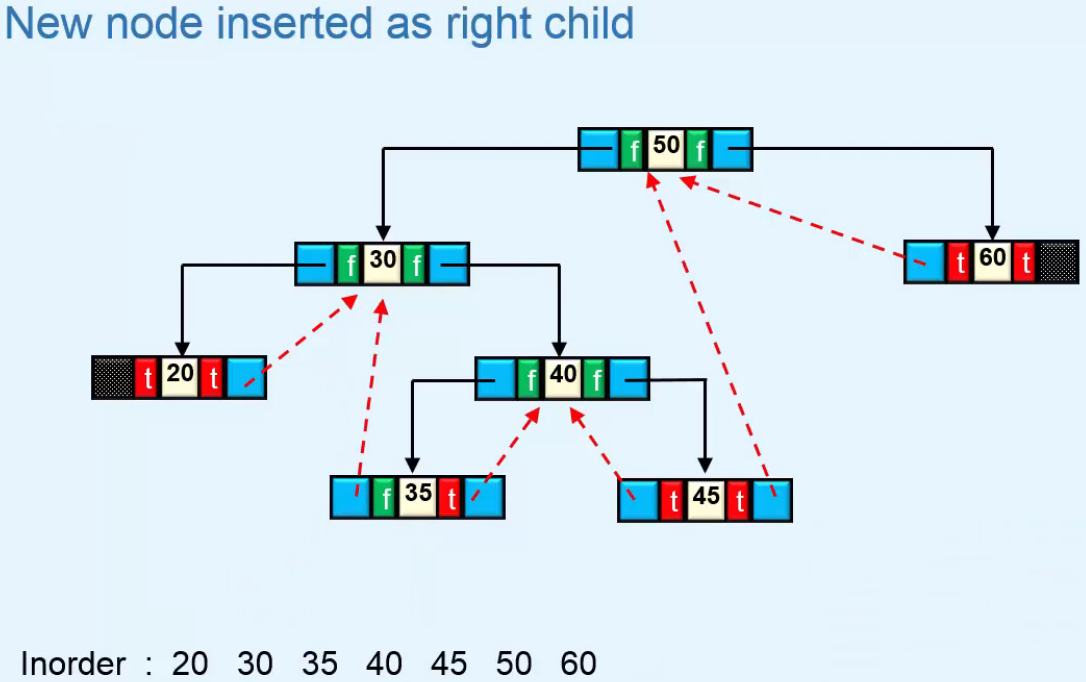 New node inserted as right child
f 50 f
f 30 f
t 60 t
t 20 t
f 40 f
f 35 t
t 45 t
Inorder : 20 30 35 40 45 50 60